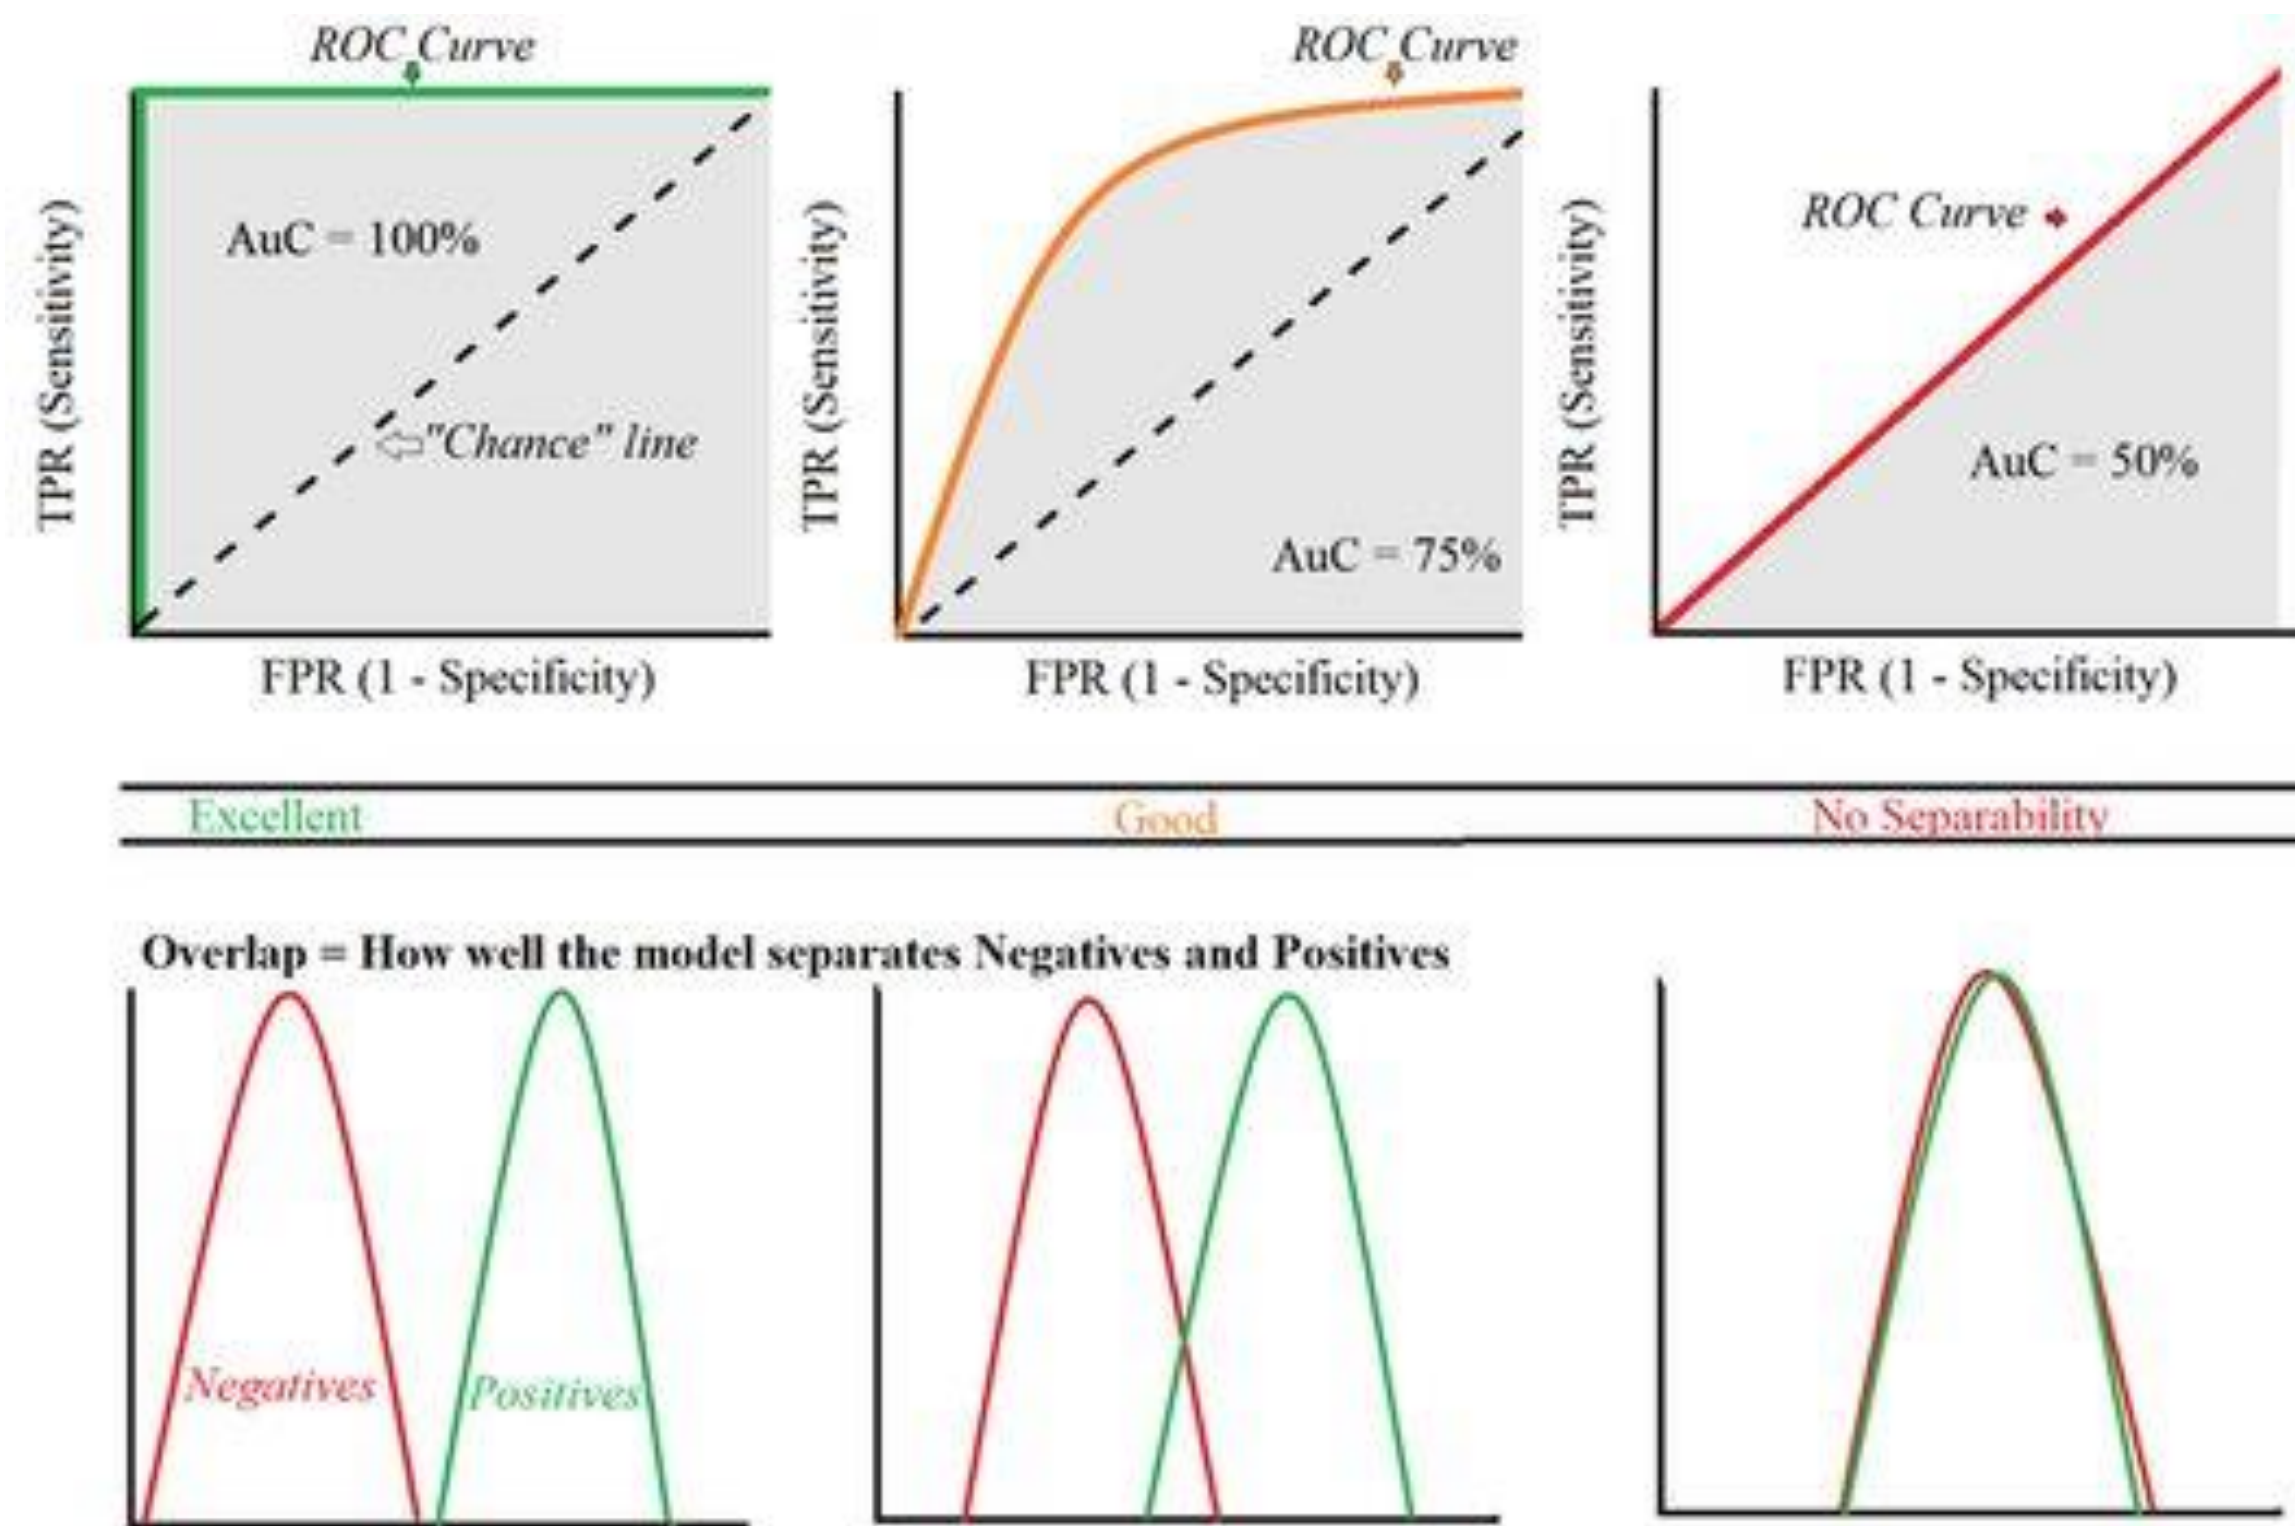 ROC Curve
ROC Curve
ROC Curve
TPR (Sensitivity)
AuC = 100%
"Chance" line
FPR (1 - Specificity)
TPR (Sensitivity)
AuC = 75%
FPR (1 - Specificity)
TPR (Sensitivity)
AuC = 50%
FPR (1 - Specificity)
Excellent
Good
No Separability
Overlap = How well the model separates Negatives and Positives
Negatives
Positives